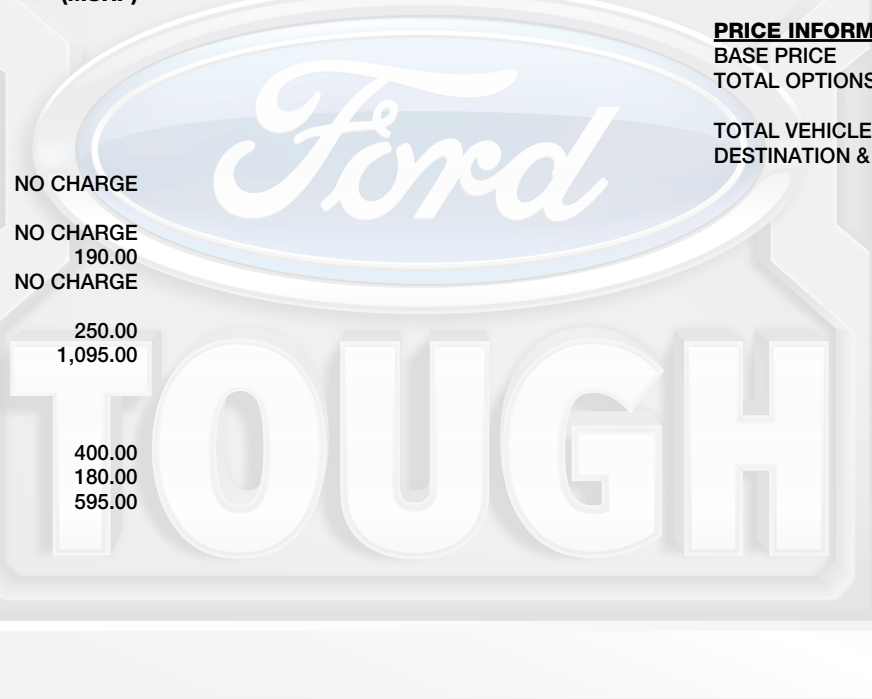 PRICE INFORM
BASE PRICE
TOTAL OPTIONS
TOTAL VEHICLE
DESTINATION &
NO CHARGE
NO CHARGE
190.00
NO CHARGE
250.00
1,095.00
400.00
180.00
595.00
Ford
TOUGH